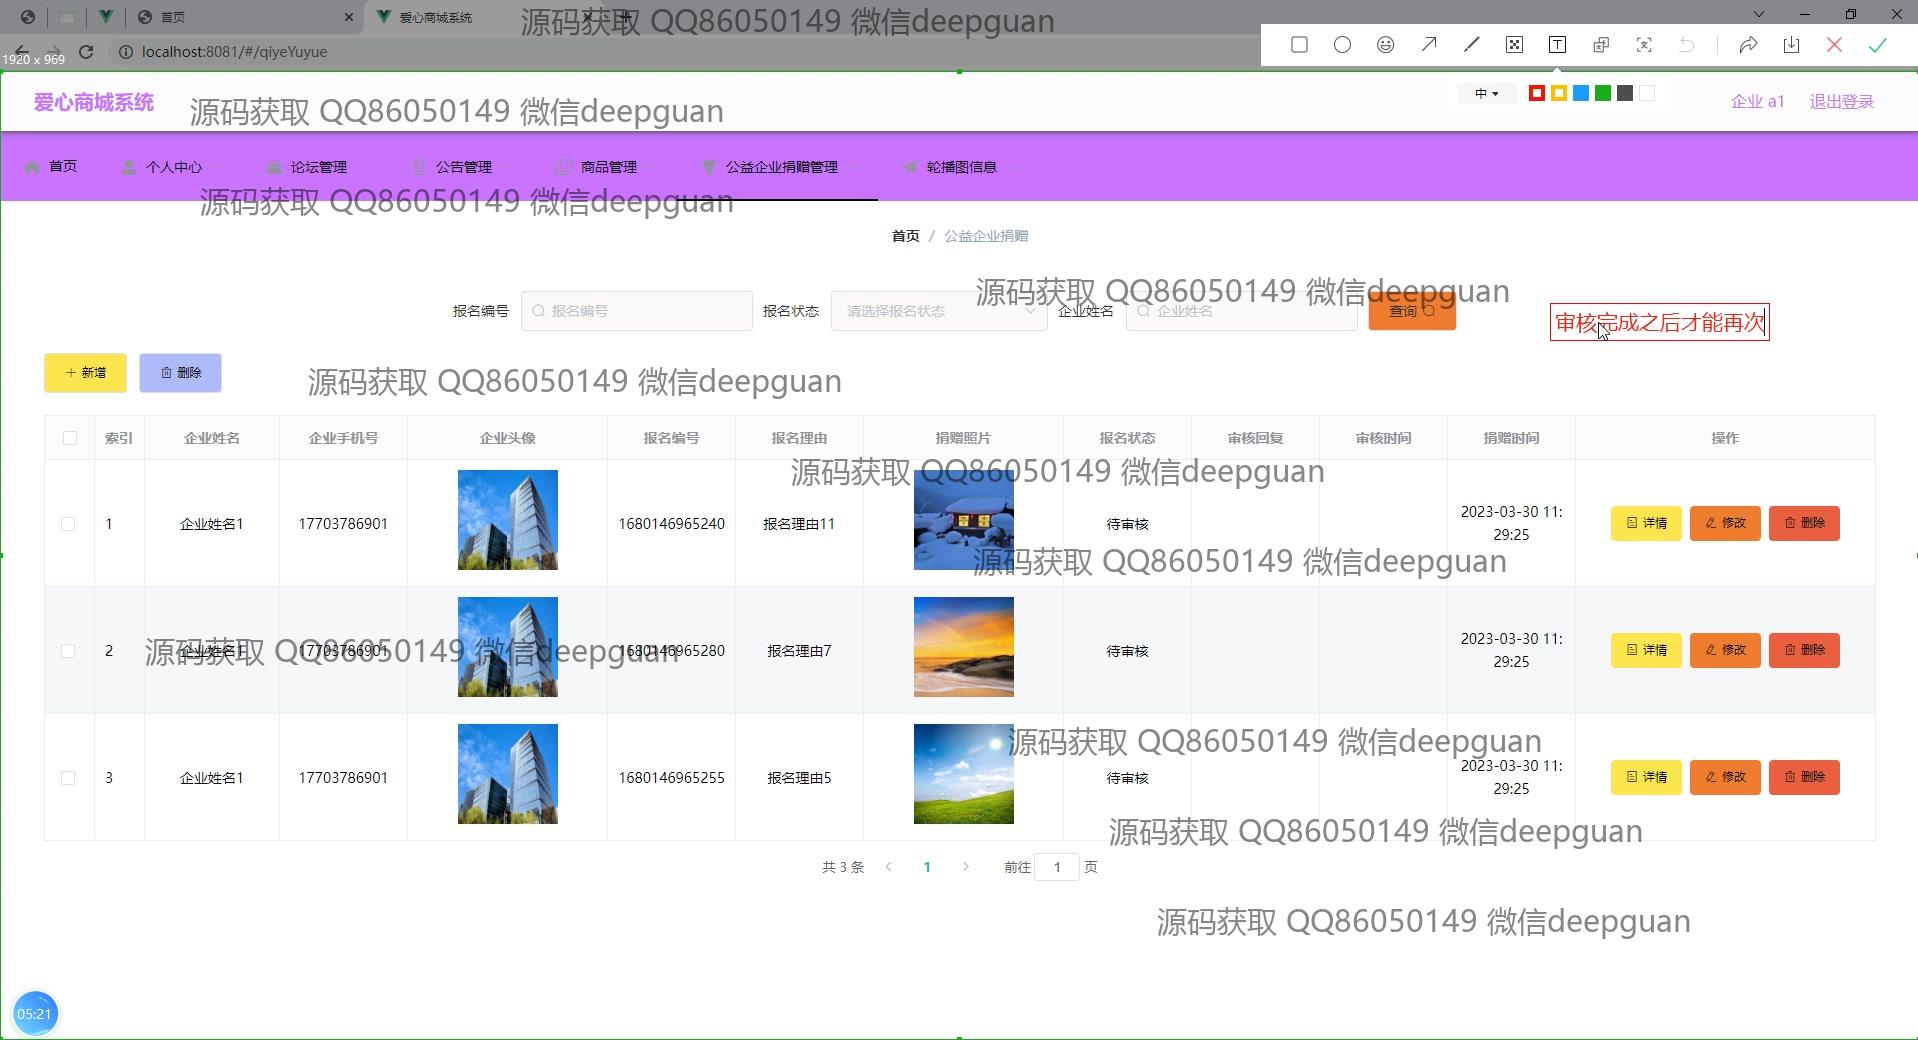 首页
爱心商城系统
源码获取 QQ86050149 微信deepguan
localhost:8081/#/qiyeYuyue
1920 x 969
T
中
爱心商城系统
源码获取 QQ86050149 微信deepguan
企业 a1 退出登录
首页 个人中心 论坛管理 公告管理 商品管理 公益企业捐赠管理 轮播图信息
源码获取 QQ86050149 微信deepguan
首页 / 公益企业捐赠
源码获取 QQ86050149 微信deepguan
报名编号 报名编号 报名状态 请选择报名状态 企业姓名 企业姓名 查询
审核完成之后才能再次
新增 删除
源码获取 QQ86050149 微信deepguan
索引 企业姓名 企业手机号 企业头像 报名编号 报名理由 捐赠照片 报名状态 审核回复 审核时间 捐赠时间 操作
源码获取 QQ86050149 微信deepguan
1 企业姓名1 17703786901 1680146965240 报名理由11 待审核 2023-03-30 11:
29:25
详情 修改 删除
源码获取 QQ86050149 微信deepguan
2 企业姓名1 17703786901 1680146965280 报名理由7 待审核 2023-03-30 11:
29:25
详情 修改 删除
源码获取 QQ86050149 微信deepguan
源码获取 QQ86050149 微信deepguan
3 企业姓名1 17703786901 1680146965255 报名理由5 待审核 2023-03-30 11:
29:25
详情 修改 删除
源码获取 QQ86050149 微信deepguan
共 3 条 1 前往 1 页
源码获取 QQ86050149 微信deepguan
05:21